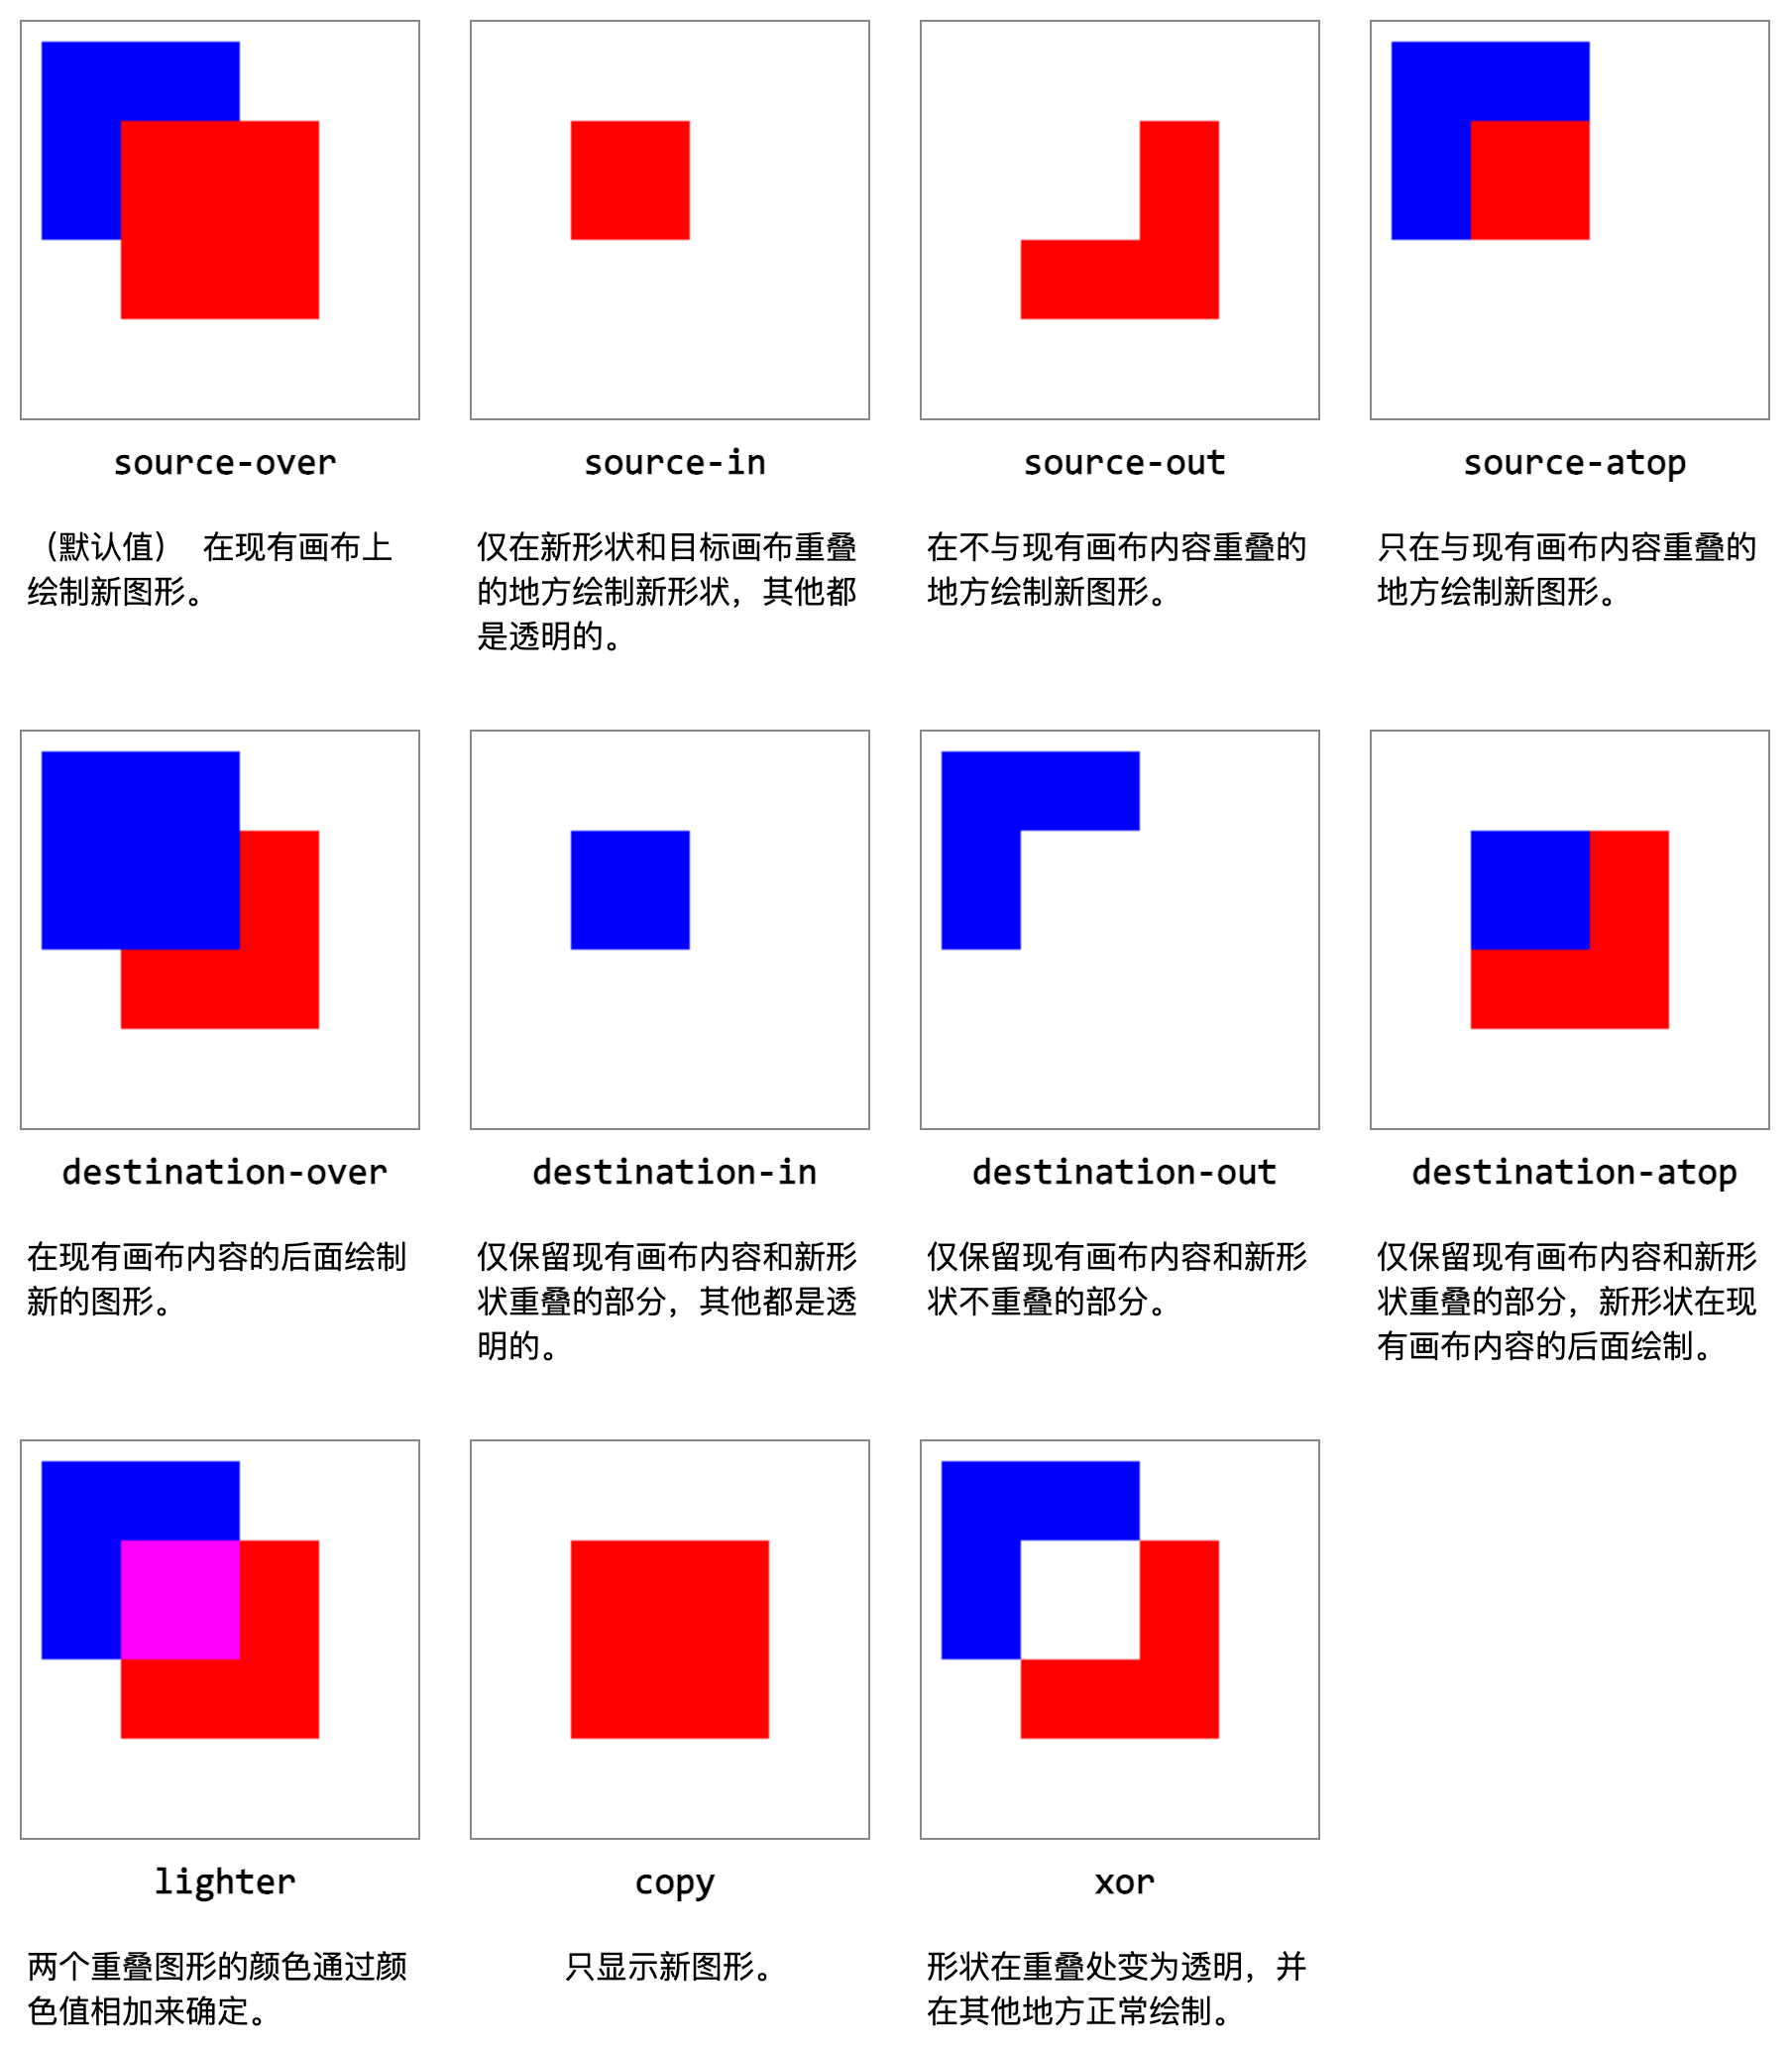 source-over
（默认值） 在现有画布上
绘制新图形。
source-in
仅在新形状和目标画布重叠
的地方绘制新形状，其他都
是透明的。
source-out
在不与现有画布内容重叠的
地方绘制新图形。
source-atop
只在与现有画布内容重叠的
地方绘制新图形。
destination-over
在现有画布内容的后面绘制
新的图形。
destination-in
仅保留现有画布内容和新形
状重叠的部分，其他都是透
明的。
destination-out
仅保留现有画布内容和新形
状不重叠的部分。
destination-atop
仅保留现有画布内容和新形
状重叠的部分，新形状在现
有画布内容的后面绘制。
lighter
两个重叠图形的颜色通过颜
色值相加来确定。
copy
只显示新图形。
xor
形状在重叠处变为透明，并
在其他地方正常绘制。